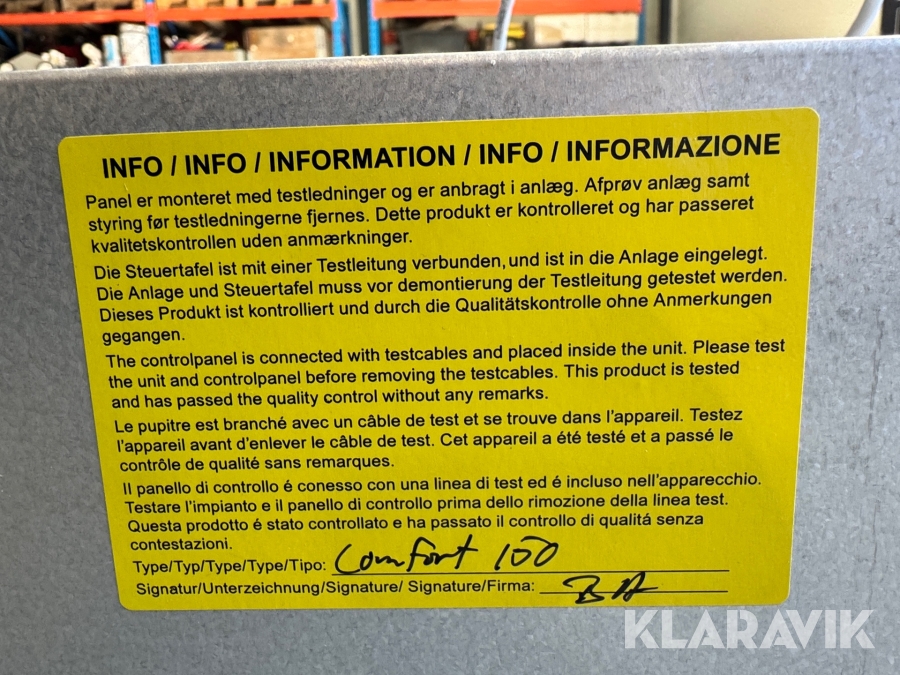 INFO / INFO / INFORMATION / INFO / INFORMAZIONE
Panel er monteret med testledninger og er anbragt i anlæg. Afprøv anlæg samt
styring før testledningerne fjernes. Dette produkt er kontrolleret og har passeret
kvalitetskontrollen uden anmærkninger.
Die Steuertafel ist mit einer Testleitung verbunden, und ist in die Anlage eingelegt.
Die Anlage und Steuertafel muss vor demontierung der Testleitung getestet werden.
Dieses Produkt ist kontrolliert und durch die Qualitätskontrolle ohne Anmerkungen
gegangen.
The controlpanel is connected with testcables and placed inside the unit. Please test
the unit and controlpanel before removing the testcables. This product is tested
and has passed the quality control without any remarks.
Le pupitre est branché avec un câble de test et se trouve dans l'appareil. Testez
l'appareil avant d'enlever le câble de test. Cet appareil a été testé et a passé le
contrôle de qualité sans remarques.
Il panello di controllo é conesso con una linea di test ed é incluso nell'apparecchio.
Testare l'impianto e il panello di controllo prima dello rimozione della linea test.
Questa prodotto é stato controllato e ha passato il controllo di qualitá senza
contestazioni.
Type/Typ/Type/Type/Tipo: Comfort 100
Signatur/Unterzeichnung/Signature/ Signature/Firma: BA
KLARAVIK